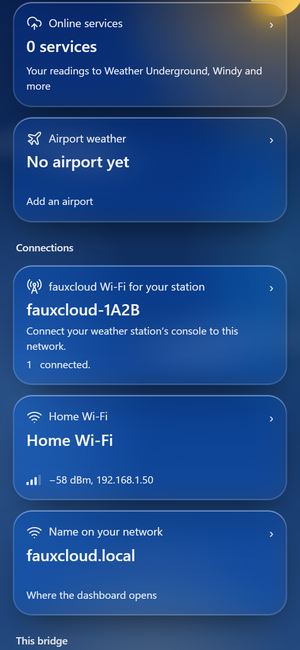 Online services
0 services
Your readings to Weather Underground, Windy and
more
Airport weather
No airport yet
Add an airport
Connections
fauxcloud Wi-Fi for your station
fauxcloud-1A2B
Connect your weather station’s console to this
network.
1 connected.
Home Wi-Fi
Home Wi-Fi
−58 dBm, 192.168.1.50
Name on your network
fauxcloud.local
Where the dashboard opens
This bridge